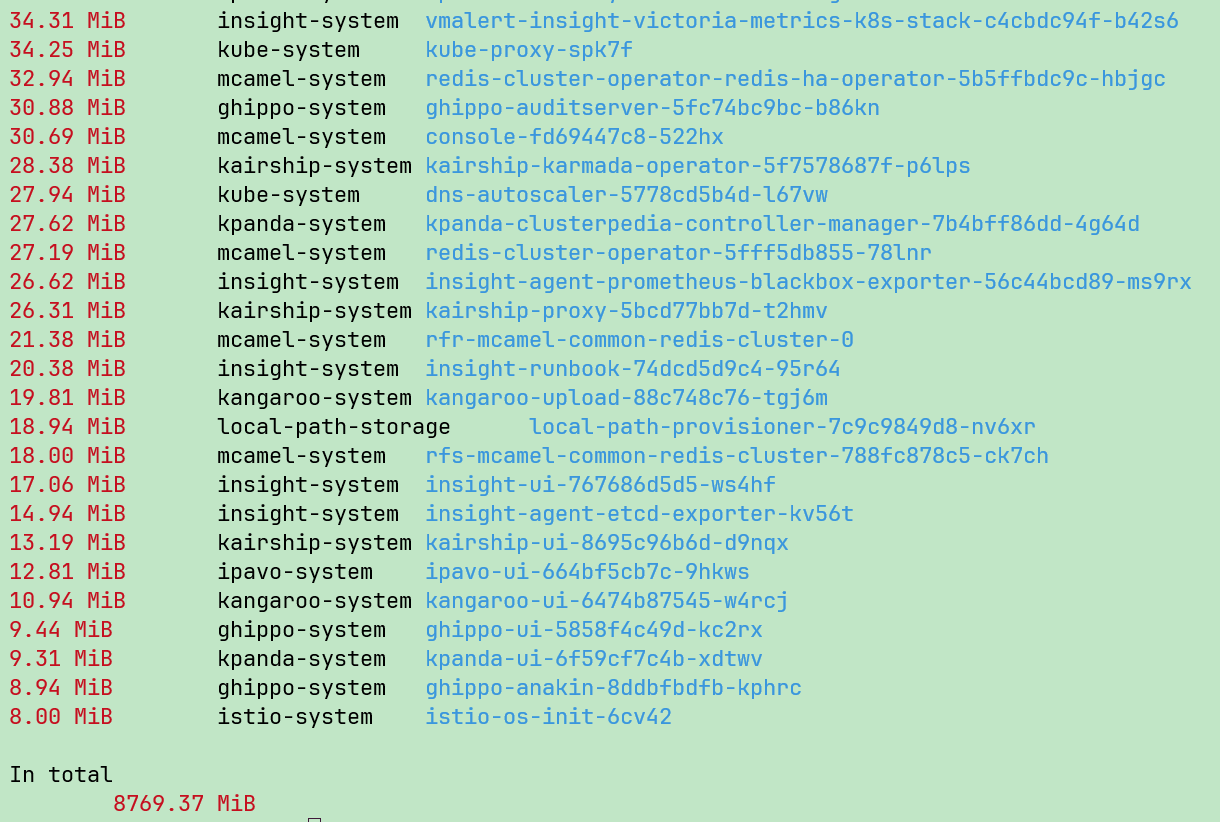 34.31 MiB insight-system vmalert-insight-victoria-metrics-k8s-stack-c4cbdc94f-b42s6
34.25 MiB kube-system kube-proxy-spk7f
32.94 MiB mcamel-system redis-cluster-operator-redis-ha-operator-5b5ffbdc9c-hbjgc
30.88 MiB ghippo-system ghippo-auditserver-5fc74bc9bc-b86kn
30.69 MiB mcamel-system console-fd69447c8-522hx
28.38 MiB kairship-system kairship-karmada-operator-5f7578687f-p6lps
27.94 MiB kube-system dns-autoscaler-5778cd5b4d-l67vw
27.62 MiB kpanda-system kpanda-clusterpedia-controller-manager-7b4bff86dd-4g64d
27.19 MiB mcamel-system redis-cluster-operator-5fff5db855-78lnr
26.62 MiB insight-system insight-agent-prometheus-blackbox-exporter-56c44bcd89-ms9rx
26.31 MiB kairship-system kairship-proxy-5bcd77bb7d-t2hmv
21.38 MiB mcamel-system rfr-mcamel-common-redis-cluster-0
20.38 MiB insight-system insight-runbook-74dcd5d9c4-95r64
19.81 MiB kangaroo-system kangaroo-upload-88c748c76-tgj6m
18.94 MiB local-path-storage local-path-provisioner-7c9c9849d8-nv6xr
18.00 MiB mcamel-system rfs-mcamel-common-redis-cluster-788fc878c5-ck7ch
17.06 MiB insight-system insight-ui-767686d5d5-ws4hf
14.94 MiB insight-system insight-agent-etcd-exporter-kv56t
13.19 MiB kairship-system kairship-ui-8695c96b6d-d9nqx
12.81 MiB ipavo-system ipavo-ui-664bf5cb7c-9hkws
10.94 MiB kangaroo-system kangaroo-ui-6474b87545-w4rcj
9.44 MiB ghippo-system ghippo-ui-5858f4c49d-kc2rx
9.31 MiB kpanda-system kpanda-ui-6f59cf7c4b-xdtwv
8.94 MiB ghippo-system ghippo-anakin-8ddbfbdfb-kphrc
8.00 MiB istio-system istio-os-init-6cv42
In total
8769.37 MiB